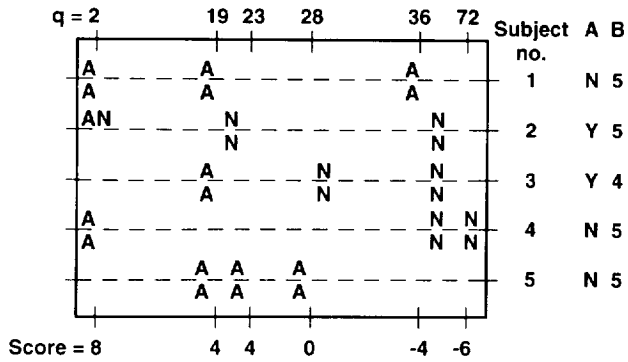 q = 2 19 23 28 36 72 Subject no. A B
A A A
A A A 1 N 5
AN N N
N N 2 Y 5
A N N
A N N 3 Y 4
A N N
A N N 4 N 5
A A A
A A A 5 N 5
Score = 8 4 4 0 -4 -6